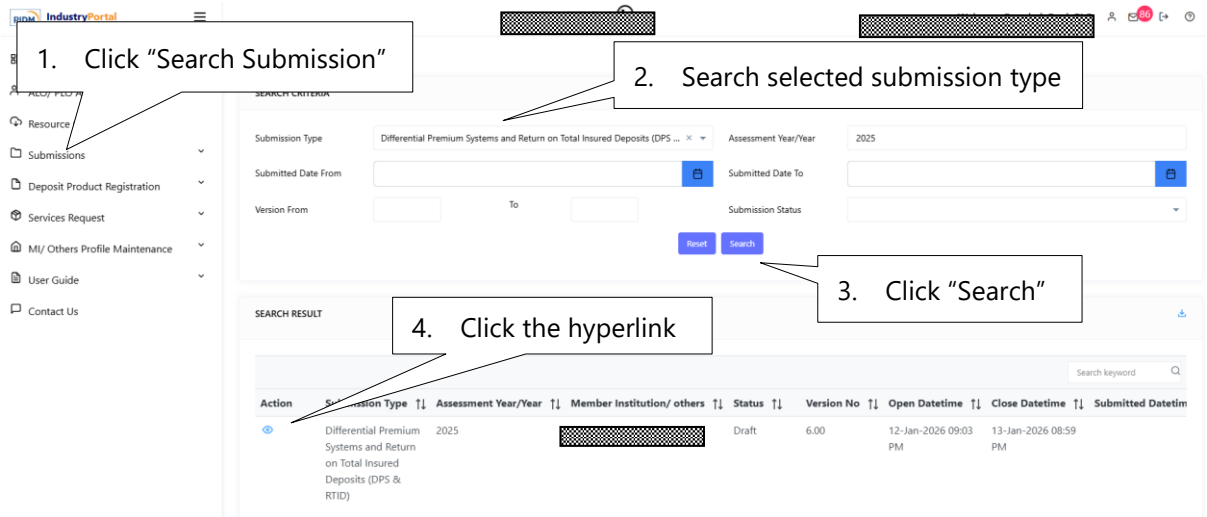 PIDM IndustryPortal
86
1. Click “Search Submission”
2. Search selected submission type
SEARCH CRITERIA
Resource
Submissions
Deposit Product Registration
Services Request
MI/ Others Profile Maintenance
User Guide
Contact Us
Submission Type
Differential Premium Systems and Return on Total Insured Deposits (DPS ... ×
Assessment Year/Year
2025
Submitted Date From
Submitted Date To
Version From
To
Submission Status
Reset
Search
3. Click “Search”
SEARCH RESULT
4. Click the hyperlink
Search keyword
Action Submission Type Assessment Year/Year Member Institution/ others Status Version No Open Datetime Close Datetime Submitted Datetim
Differential Premium 2025 Draft 6.00 12-Jan-2026 09:03 13-Jan-2026 08:59
Systems and Return PM PM
on Total Insured
Deposits (DPS &
RTID)